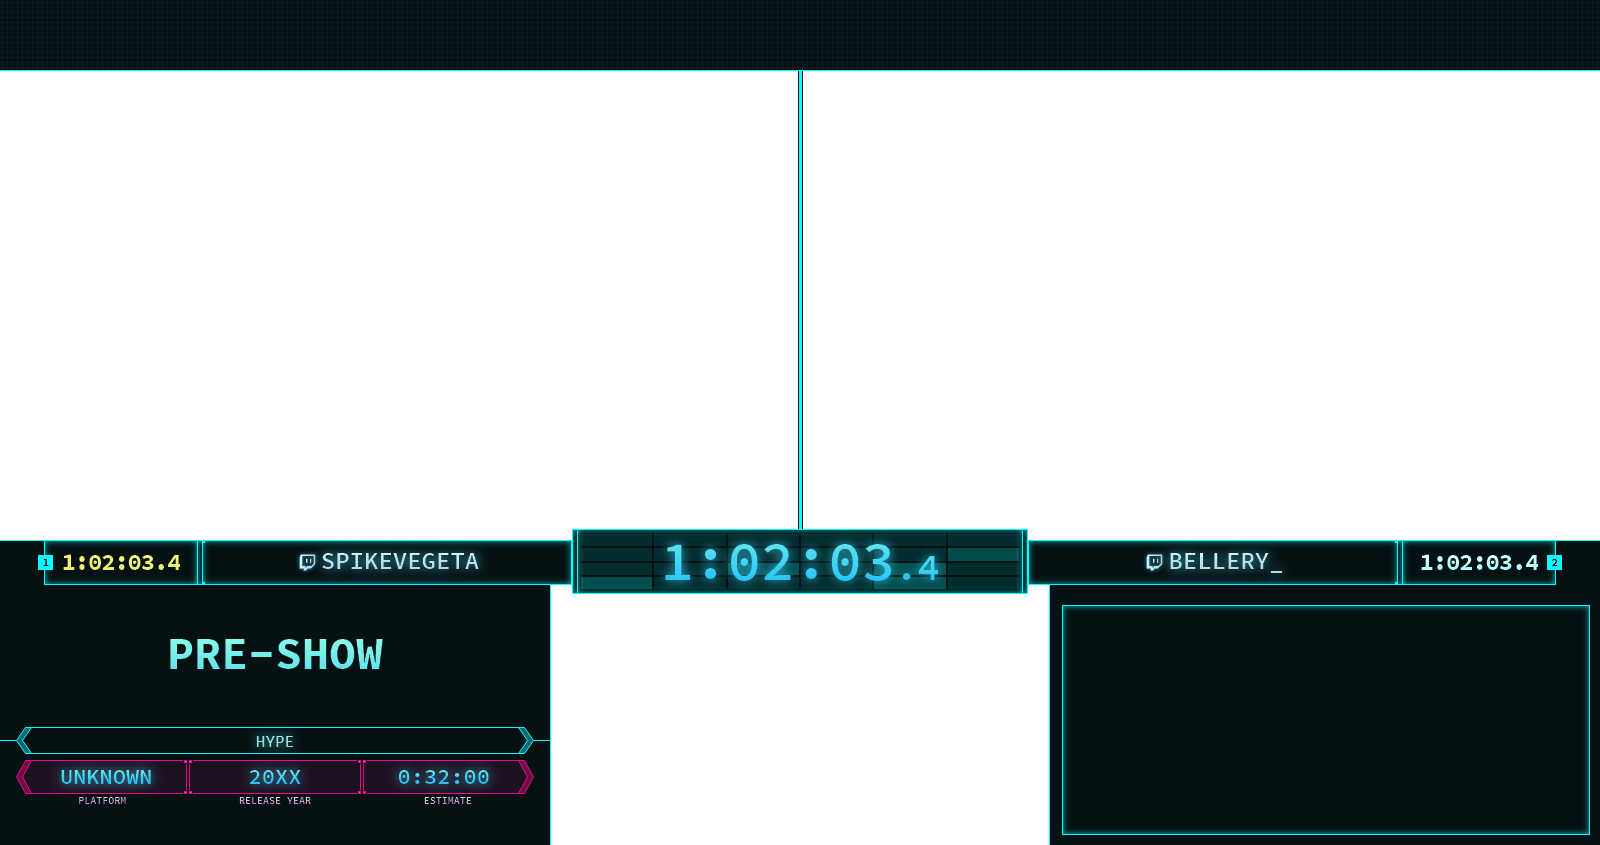 1 1:02:03.4 SPIKEVEGETA 1:02:03.4 BELLERY_ 1:02:03.4 2
PRE-SHOW
HYPE
UNKNOWN 20XX 0:32:00
PLATFORM RELEASE YEAR ESTIMATE